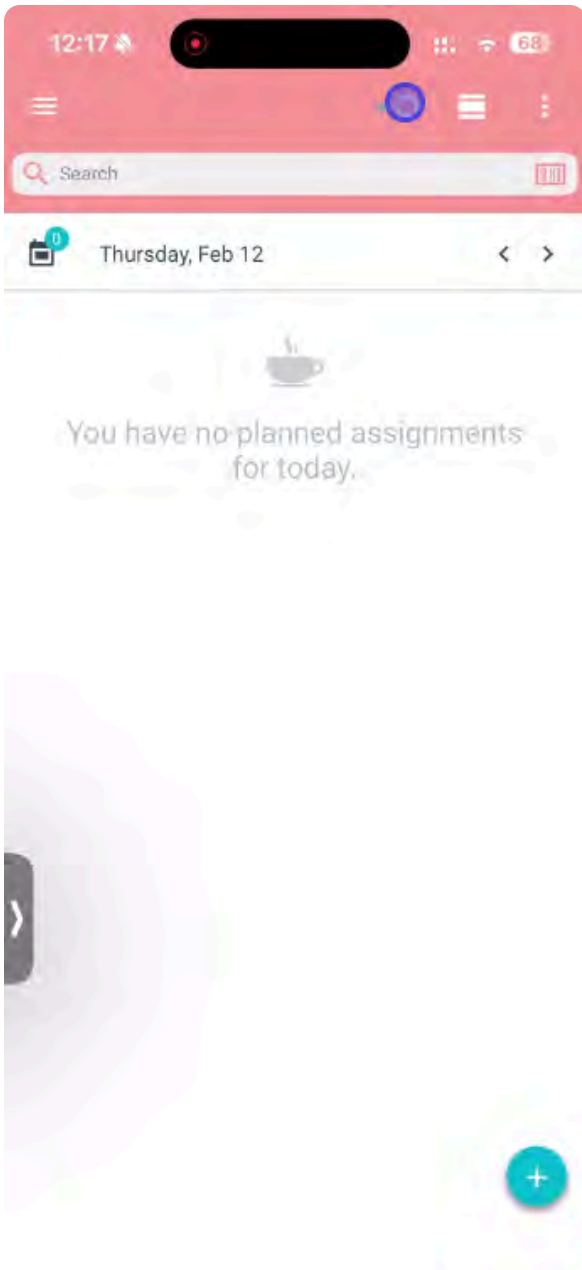 12:17
68
Search
0
Thursday, Feb 12
You have no planned assignments
for today.